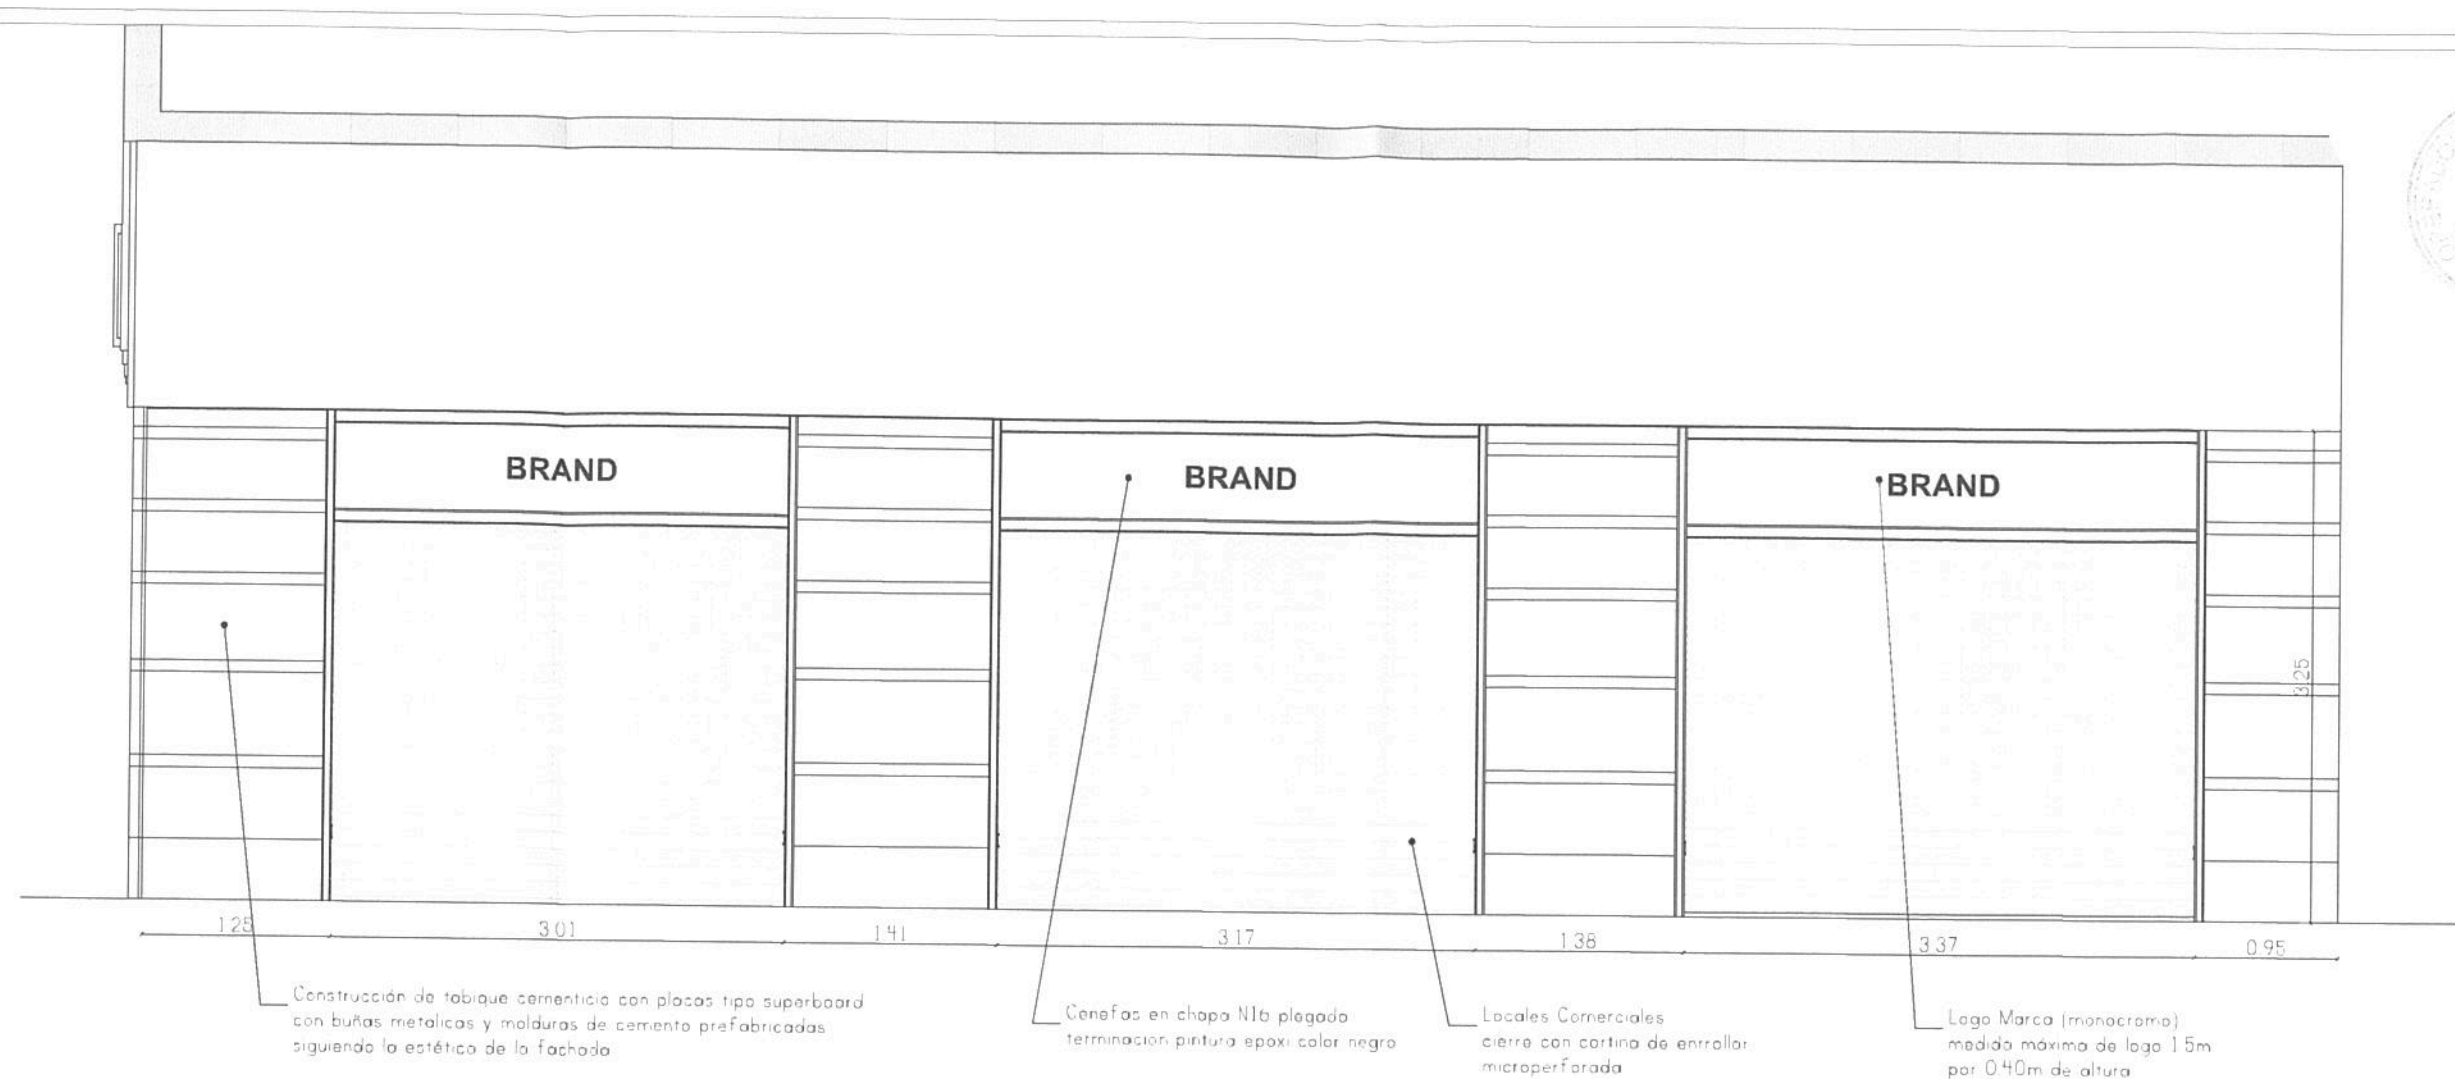 BRAND
BRAND
BRAND
3.25
1.25
3.01
1.41
3.17
1.38
3.37
0.95
Construcción de tabique cementicio con placas tipo superboard
con buñas metalicas y molduras de cemento prefabricadas
siguiendo la estética de la fachada
Cenefas en chapa N16 plegada
terminacion pintura epoxi color negro
Locales Comerciales
cierre con cortina de enrrollar
microperforada
Logo Marca (monocromo)
medida máxima de logo 1.5m
por 0.40m de altura